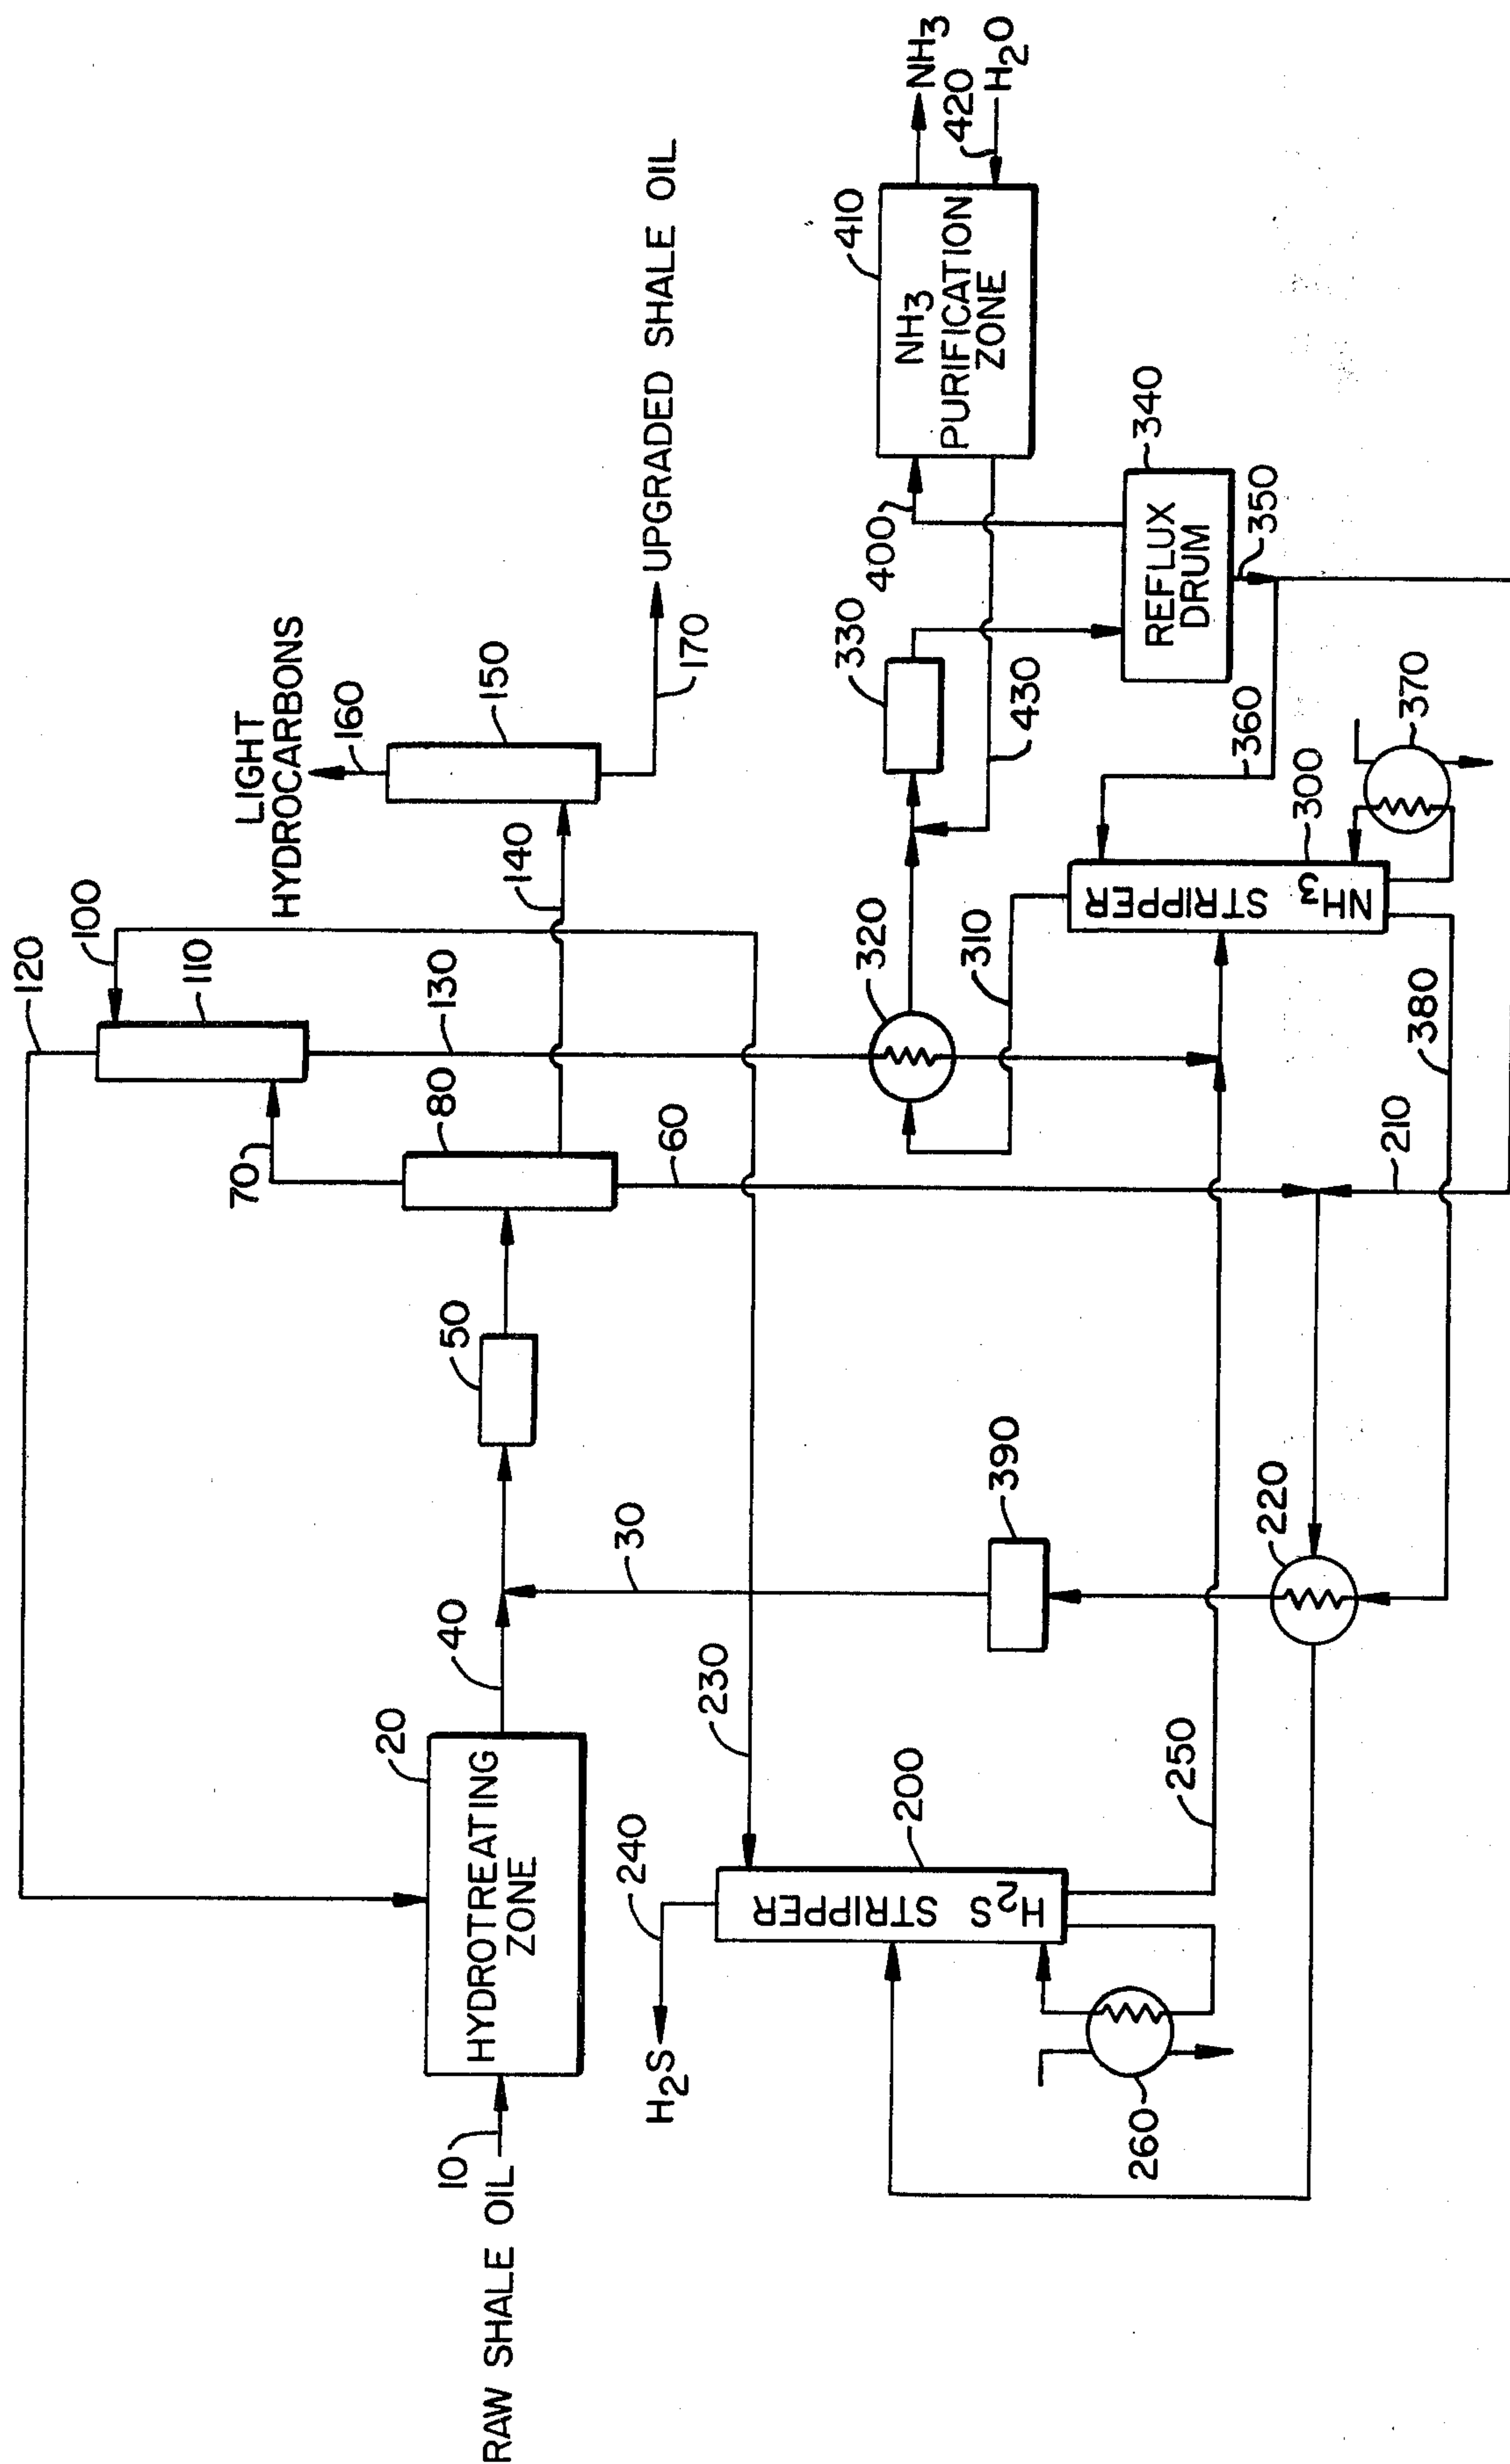 120
100
110
130
70
80
60
LIGHT
HYDROCARBONS
160
150
140
170
UPGRADED SHALE OIL
RAW SHALE OIL
10
HYDROTREATING
ZONE
20
40
50
30
390
230
240
H2S
H2S STRIPPER
200
260
250
220
210
380
310
320
330
400
430
NH3
PURIFICATION
ZONE
410
NH3
420
H2O
REFLUX
DRUM
340
350
360
370
NH3 STRIPPER
300